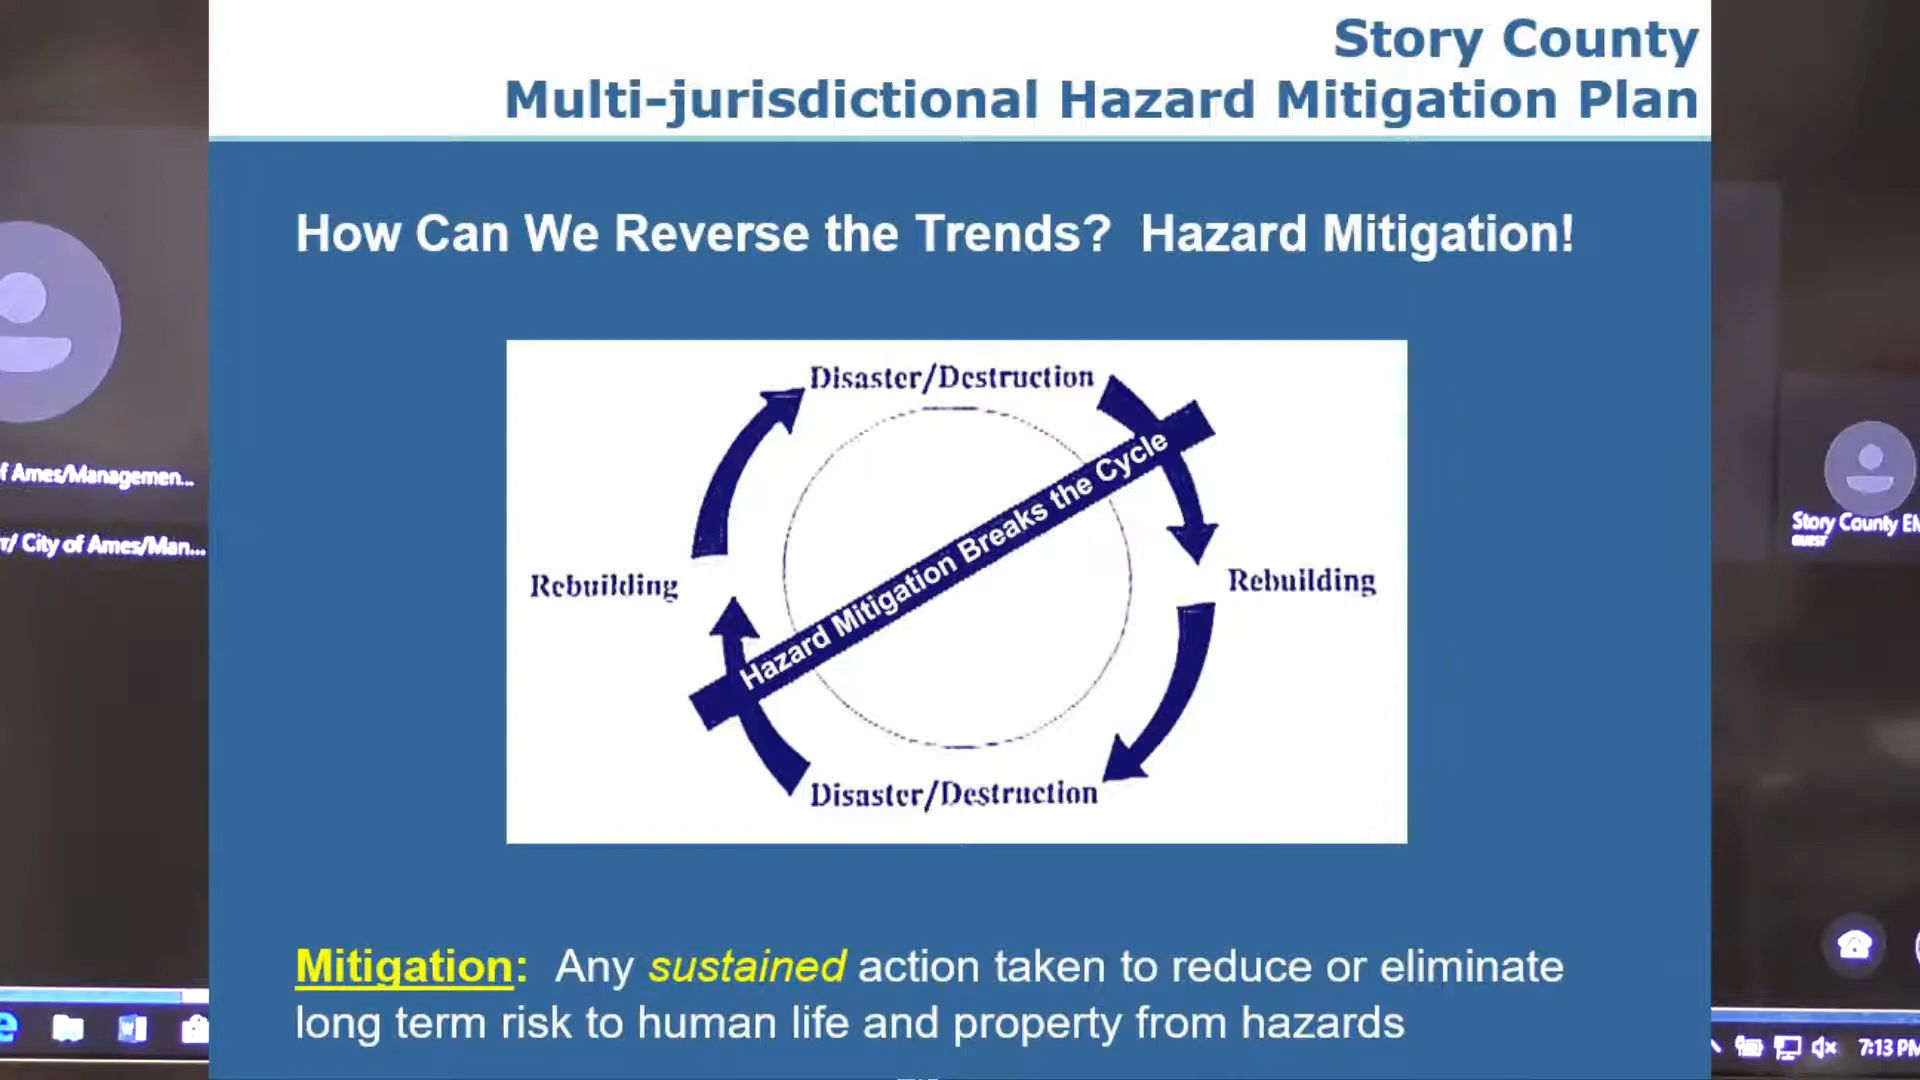 Story County
Multi-jurisdictional Hazard Mitigation Plan
How Can We Reverse the Trends? Hazard Mitigation!
Disaster/Destruction
Hazard Mitigation Breaks the Cycle
Rebuilding
Rebuilding
Disaster/Destruction
Mitigation: Any sustained action taken to reduce or eliminate
long term risk to human life and property from hazards
f Ames/Managemen...
/ City of Ames/Man...
Story County EM
GUEST
7:13 PM